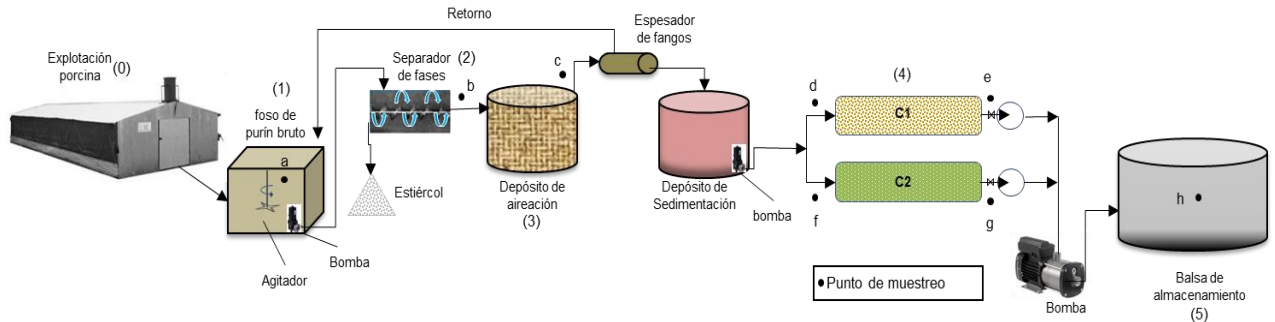 Retorno
Explotación
porcina
(0)
(1)
foso de
purín bruto
a
Agitador
Bomba
Separador
de fases
(2)
b
Estiércol
c
Depósito de
aireación
(3)
Espesador
de fangos
Depósito de
Sedimentación
bomba
d
(4)
e
C1
C2
f
g
Punto de muestreo
Bomba
h
Balsa de
almacenamiento
(5)